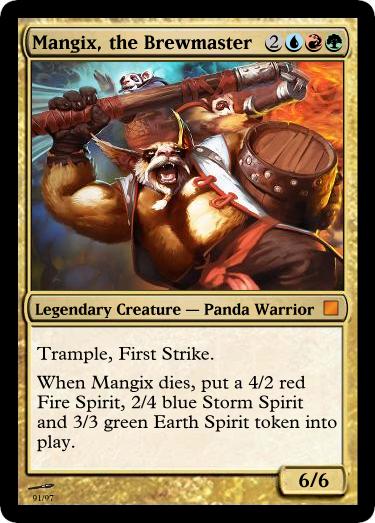 Mangix, the Brewmaster 2
Legendary Creature — Panda Warrior
Trample, First Strike.
When Mangix dies, put a 4/2 red
Fire Spirit, 2/4 blue Storm Spirit
and 3/3 green Earth Spirit token into
play.
6/6
91/97